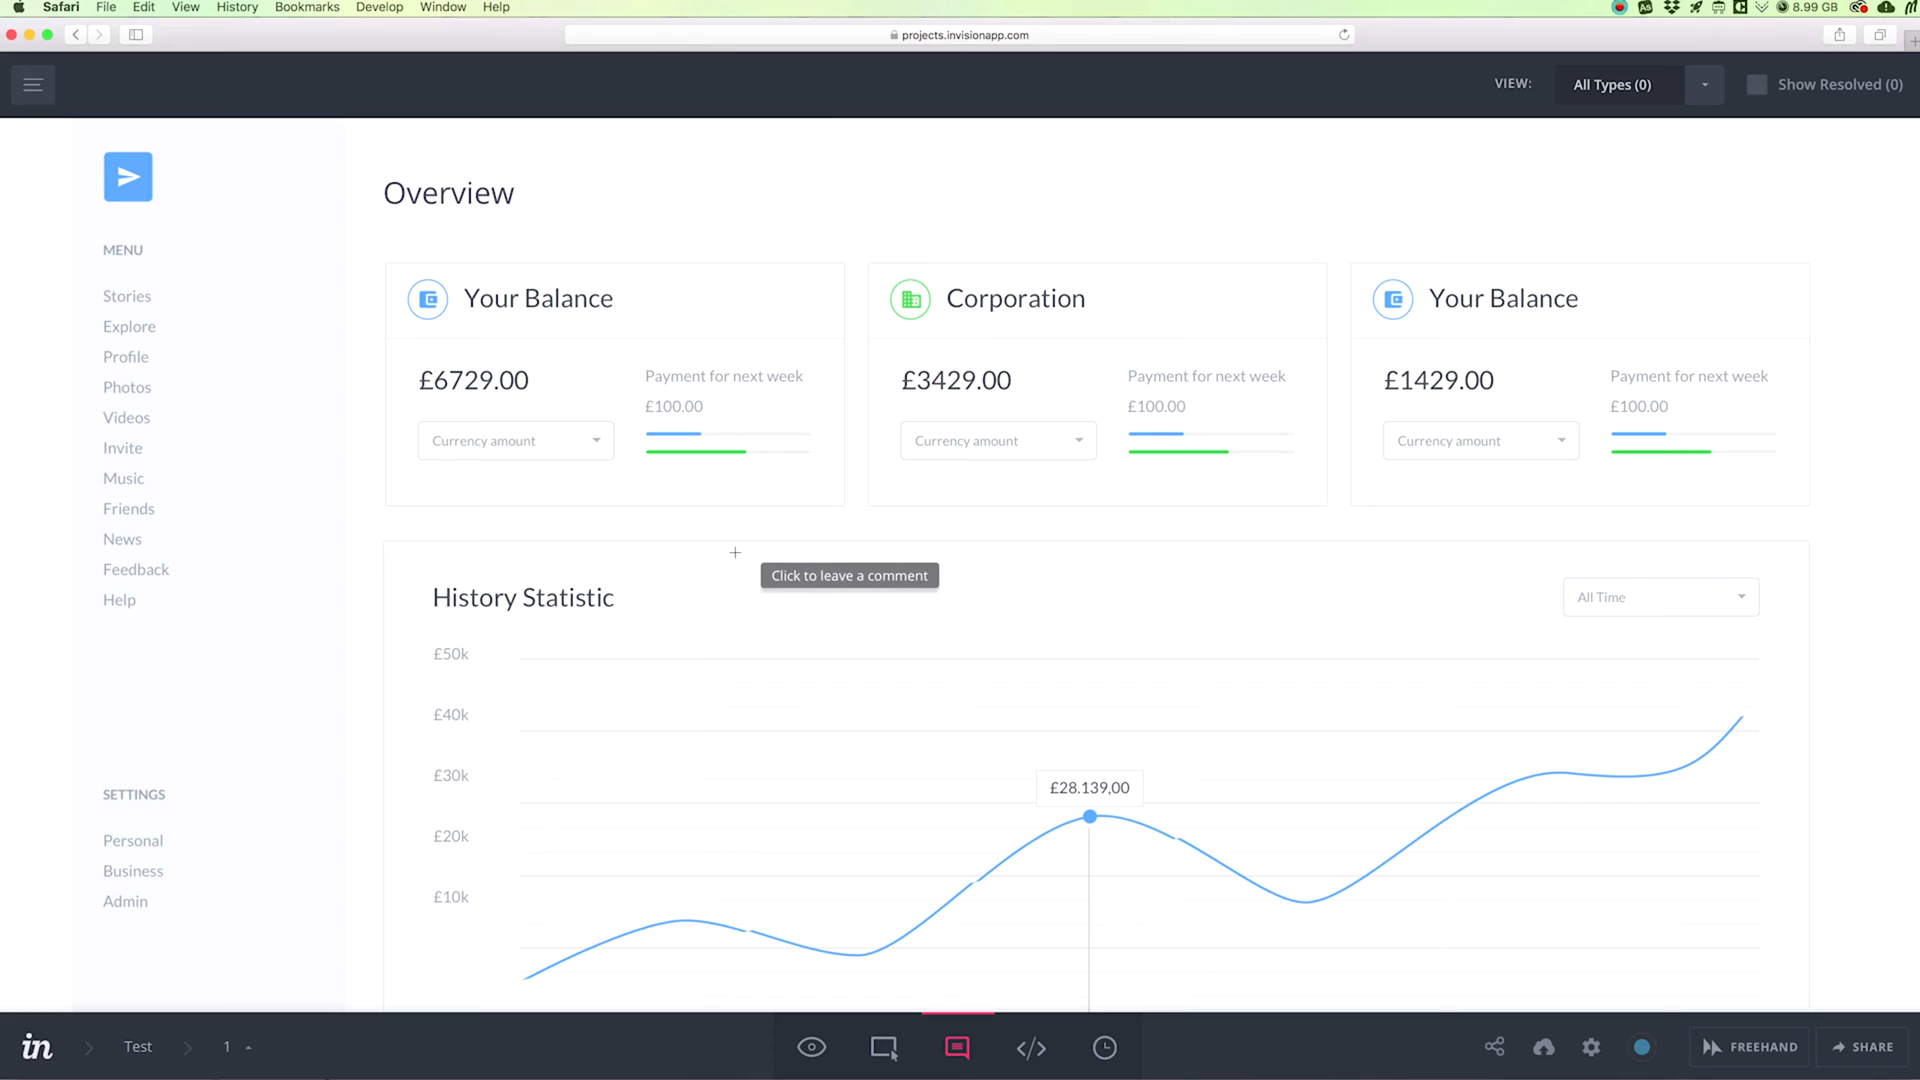 Safari File Edit View History Bookmarks Develop Window Help 8.99 GB
projects.invisionapp.com
VIEW: All Types (0) Show Resolved (0)
Overview
MENU
Stories
Explore
Profile
Photos
Videos
Invite
Music
Friends
News
Feedback
Help
SETTINGS
Personal
Business
Admin
Your Balance
£6729.00
Currency amount
Payment for next week
£100.00
Corporation
£3429.00
Currency amount
Payment for next week
£100.00
Your Balance
£1429.00
Currency amount
Payment for next week
£100.00
Click to leave a comment
History Statistic
All Time
£50k
£40k
£30k
£20k
£10k
£28.139,00
in Test 1
FREEHAND SHARE